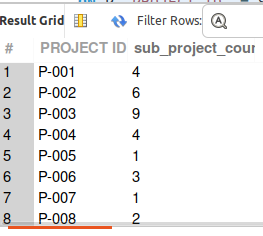 Result Grid Filter Rows:
# PROJECT ID sub_project_cour
1 P-001 4
2 P-002 6
3 P-003 9
4 P-004 4
5 P-005 1
6 P-006 3
7 P-007 1
8 P-008 2